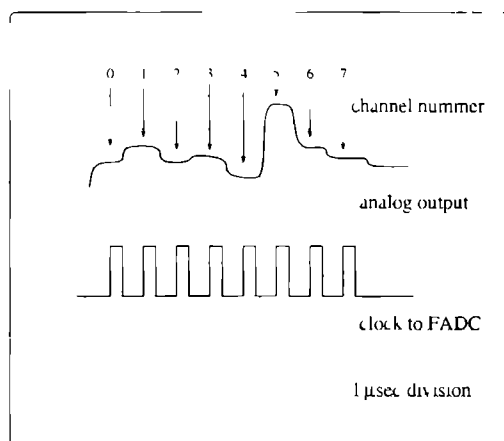 0 1 2 3 4 5 6 7
channel nummer
analog output
clock to FADC
1 µsec division